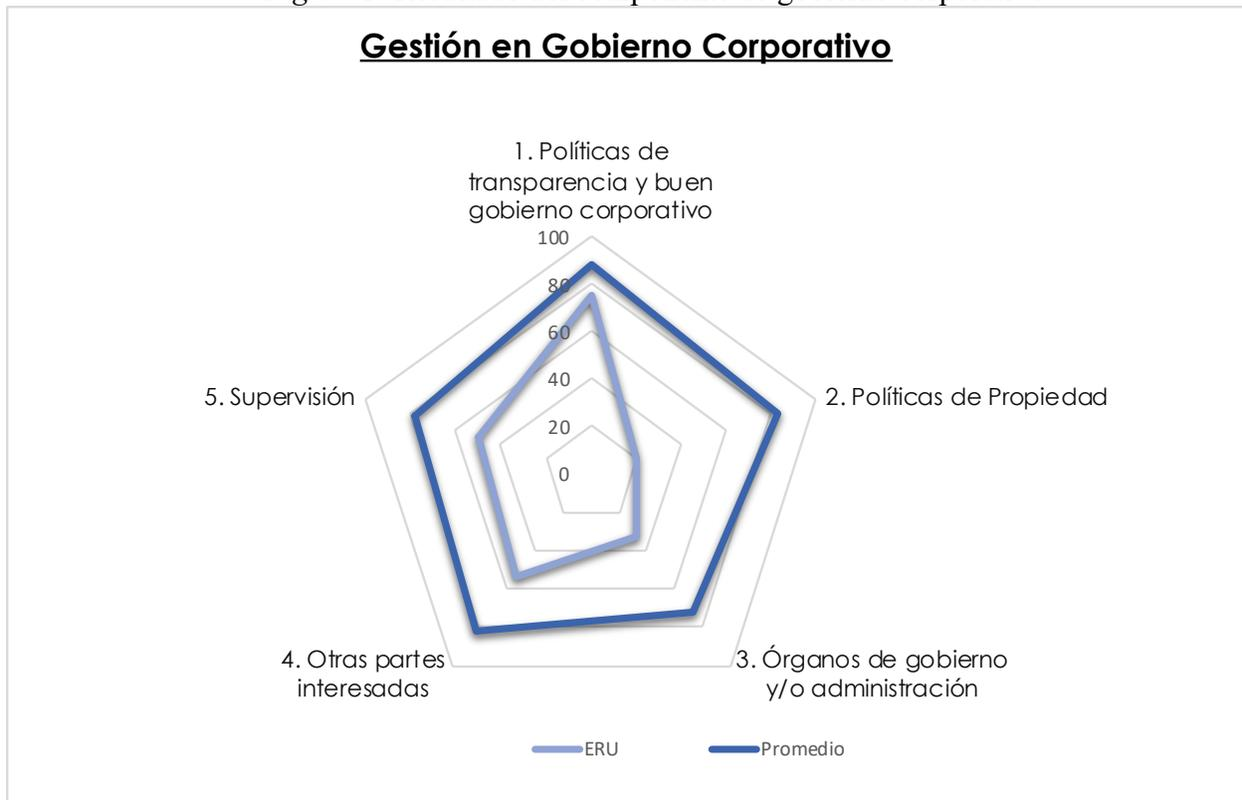 Gestión en Gobierno Corporativo
1. Políticas de
transparencia y buen
gobierno corporativo
100
80
60
40
20
0
2. Políticas de Propiedad
3. Órganos de gobierno
y/o administración
4. Otras partes
interesadas
5. Supervisión
ERU
Promedio